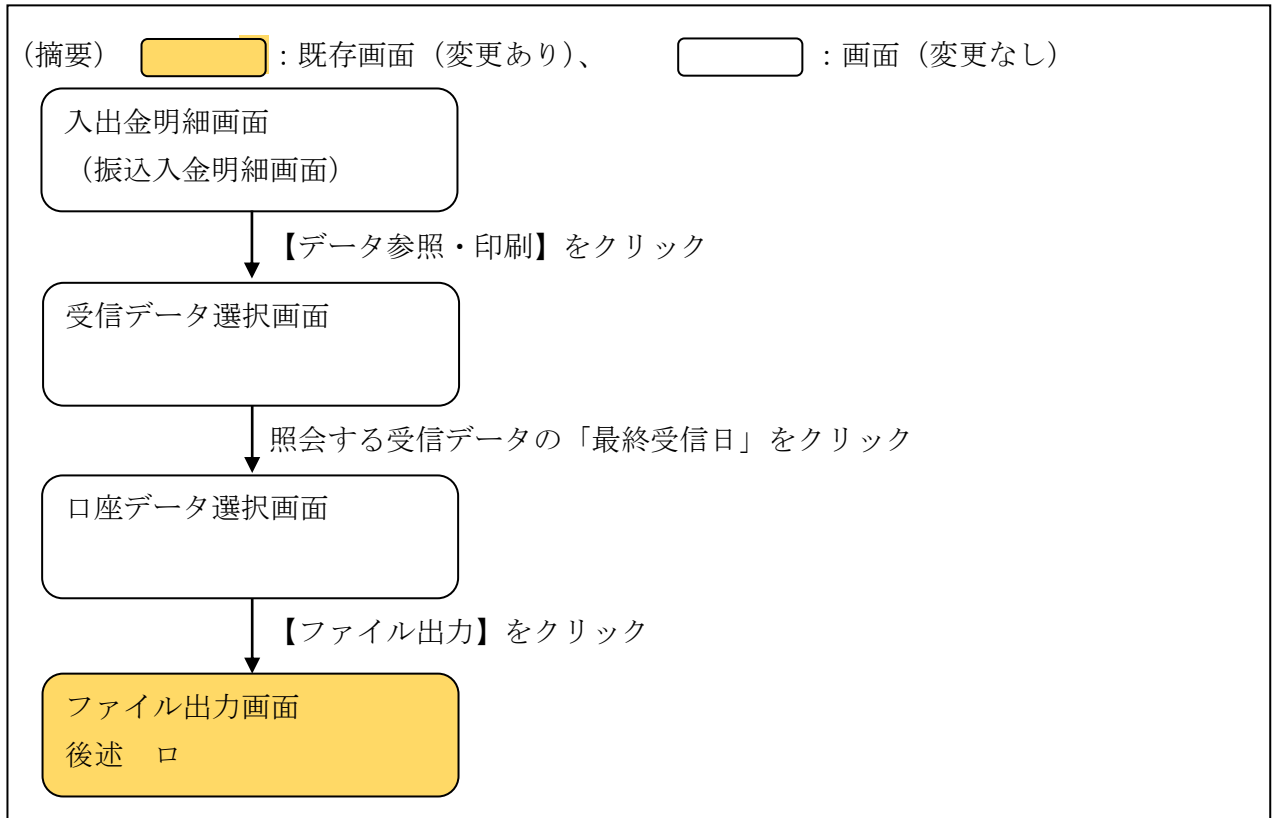 （摘要）　：既存画面（変更あり）、　：画面（変更なし）
入出金明細画面
（振込入金明細画面）
【データ参照・印刷】をクリック
受信データ選択画面
照会する受信データの「最終受信日」をクリック
口座データ選択画面
【ファイル出力】をクリック
ファイル出力画面
後述　ロ